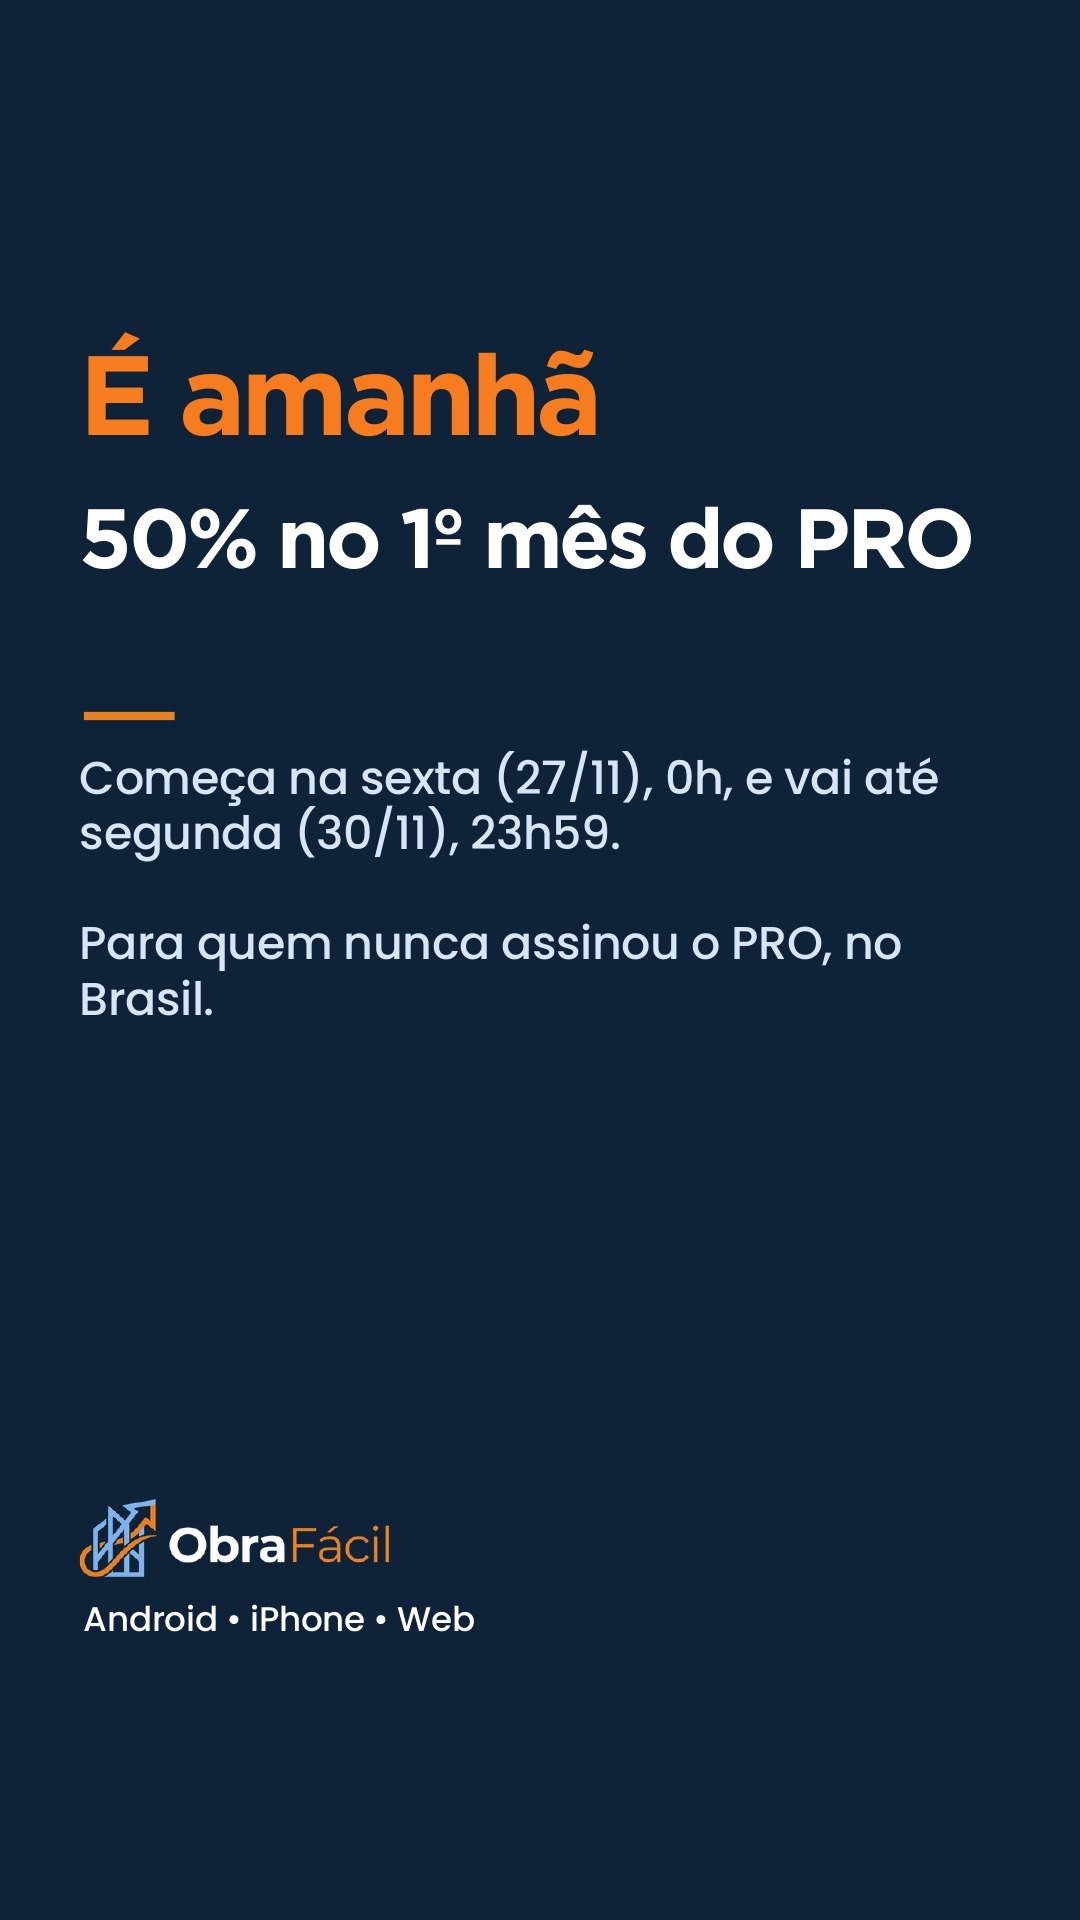 É amanhã
50% no 1º mês do PRO
Começa na sexta (27/11), 0h, e vai até
segunda (30/11), 23h59.
Para quem nunca assinou o PRO, no
Brasil.
ObraFácil
Android • iPhone • Web